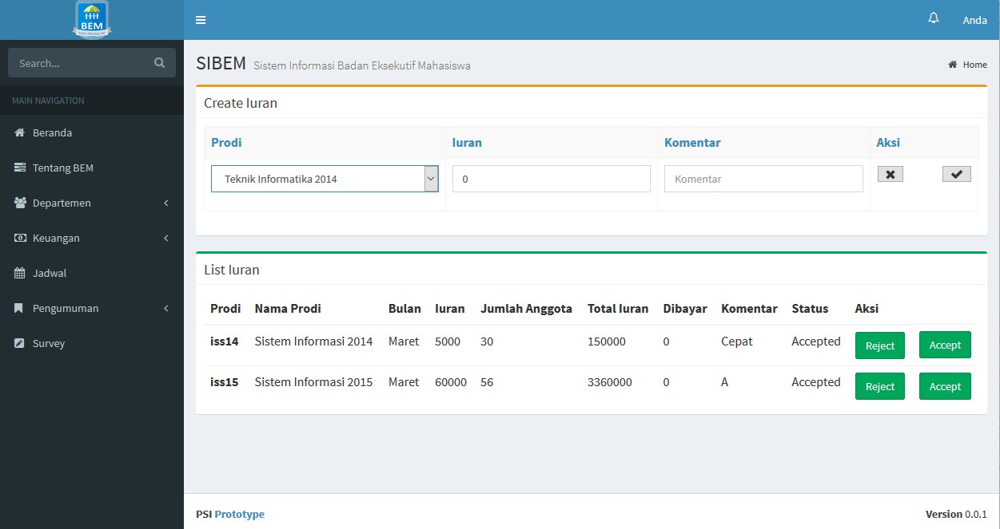 BEM
Anda
Search...
SIBEM Sistem Informasi Badan Eksekutif Mahasiswa
Home
MAIN NAVIGATION
Beranda
Tentang BEM
Departemen
Keuangan
Jadwal
Pengumuman
Survey
Create Iuran
Prodi Iuran Komentar Aksi
Teknik Informatika 2014 0 Komentar
List Iuran
Prodi Nama Prodi Bulan Iuran Jumlah Anggota Total Iuran Dibayar Komentar Status Aksi
iss14 Sistem Informasi 2014 Maret 5000 30 150000 0 Cepat Accepted Reject Accept
iss15 Sistem Informasi 2015 Maret 60000 56 3360000 0 A Accepted Reject Accept
PSI Prototype
Version 0.0.1